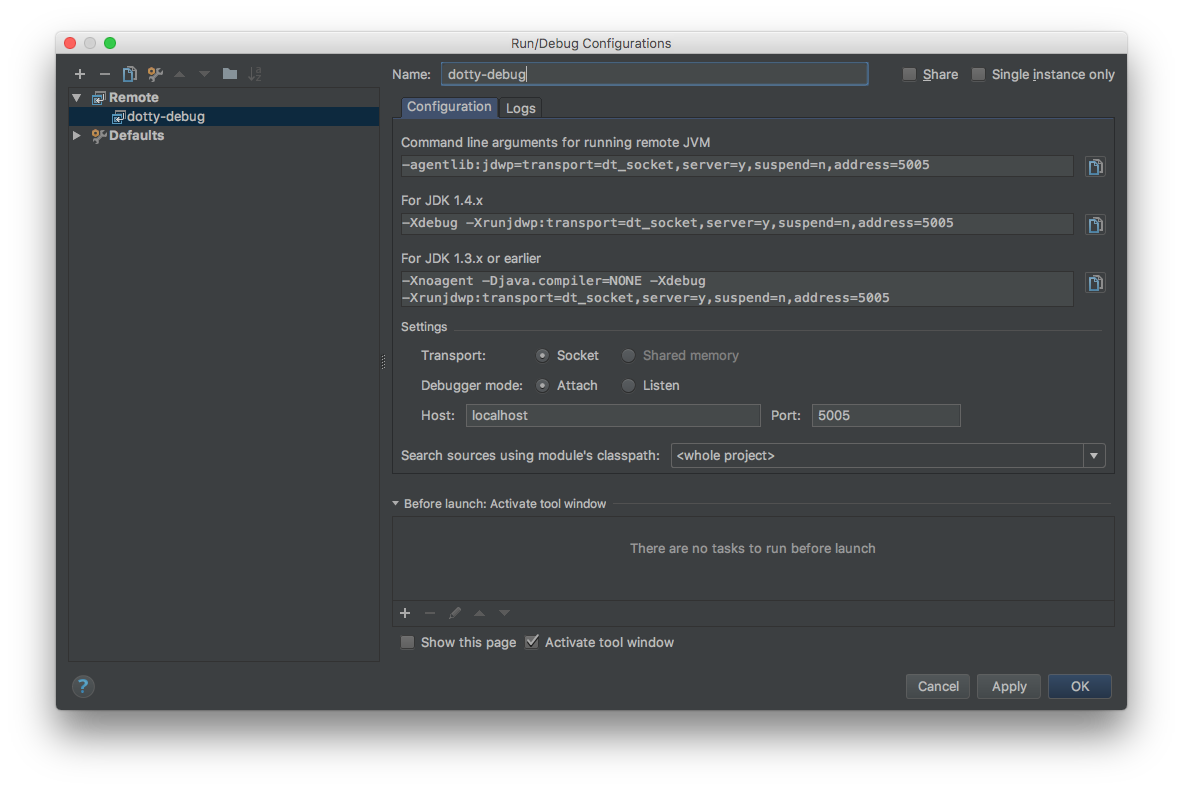 Run/Debug Configurations
Name: dotty-debug
Share
Single instance only
Remote
dotty-debug
Defaults
Configuration
Logs
Command line arguments for running remote JVM
-agentlib:jdwp=transport=dt_socket,server=y,suspend=n,address=5005
For JDK 1.4.x
-Xdebug -Xrunjdwp:transport=dt_socket,server=y,suspend=n,address=5005
For JDK 1.3.x or earlier
-Xnoagent -Djava.compiler=NONE -Xdebug
-Xrunjdwp:transport=dt_socket,server=y,suspend=n,address=5005
Settings
Transport: Socket Shared memory
Debugger mode: Attach Listen
Host: localhost Port: 5005
Search sources using module's classpath: <whole project>
Before launch: Activate tool window
There are no tasks to run before launch
Show this page Activate tool window
?
Cancel Apply OK